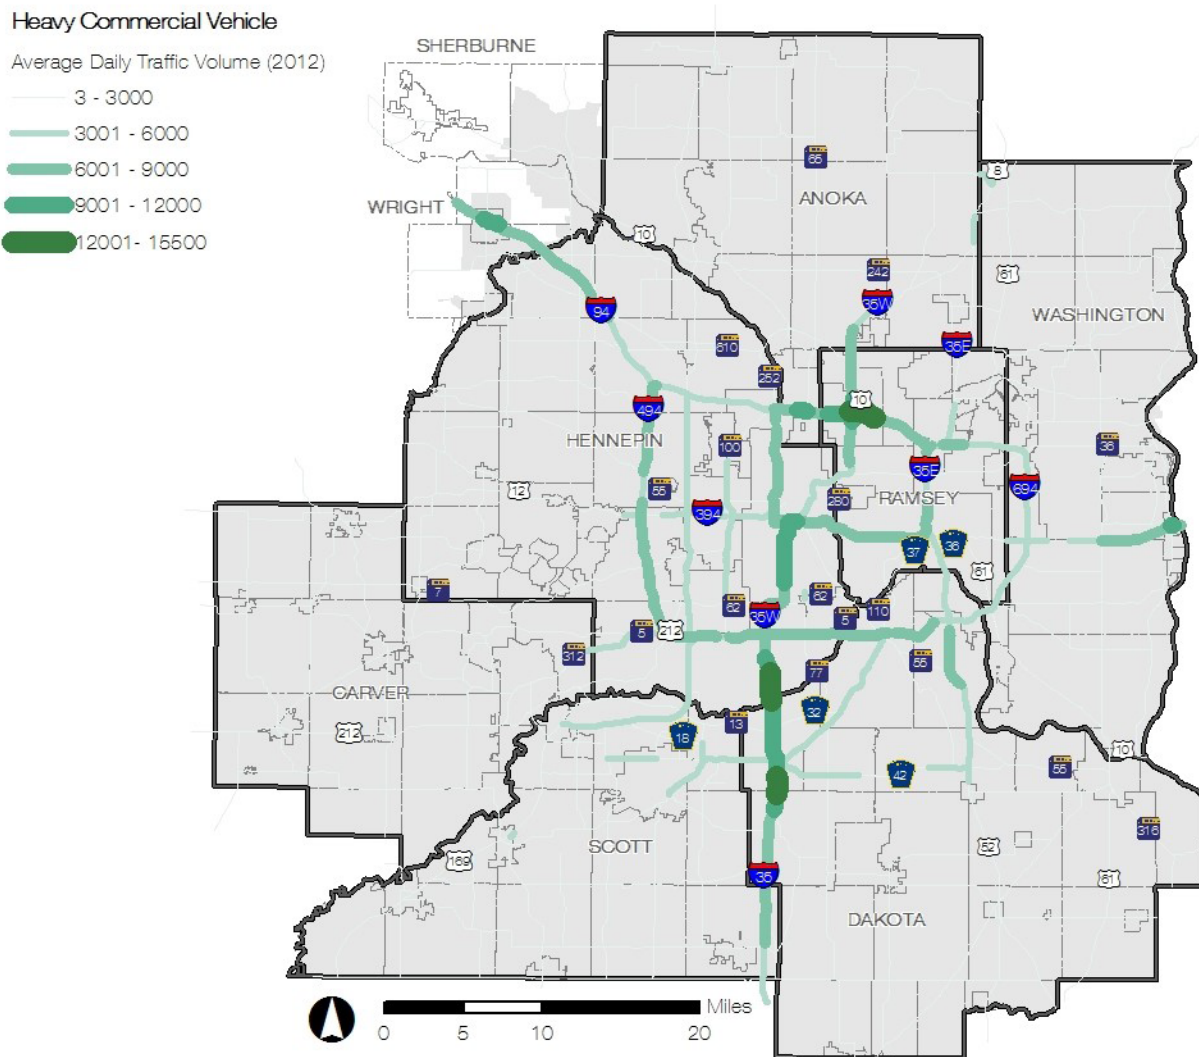 Heavy Commercial Vehicle
Average Daily Traffic Volume (2012)
3 - 3000
3001 - 6000
6001 - 9000
9001 - 12000
12001- 15500
SHERBURNE
65
8
ANOKA
WRIGHT
10
242
61
35W
94
WASHINGTON
610
35E
252
10
494
HENNEPIN
100
36
35E
55
12
694
280
RAMSEY
394
37
36
61
7
62
62
110
35W
5
5
212
312
55
77
CARVER
32
13
212
18
10
55
42
316
SCOTT
52
169
35
61
DAKOTA
Miles
0 5 10 20